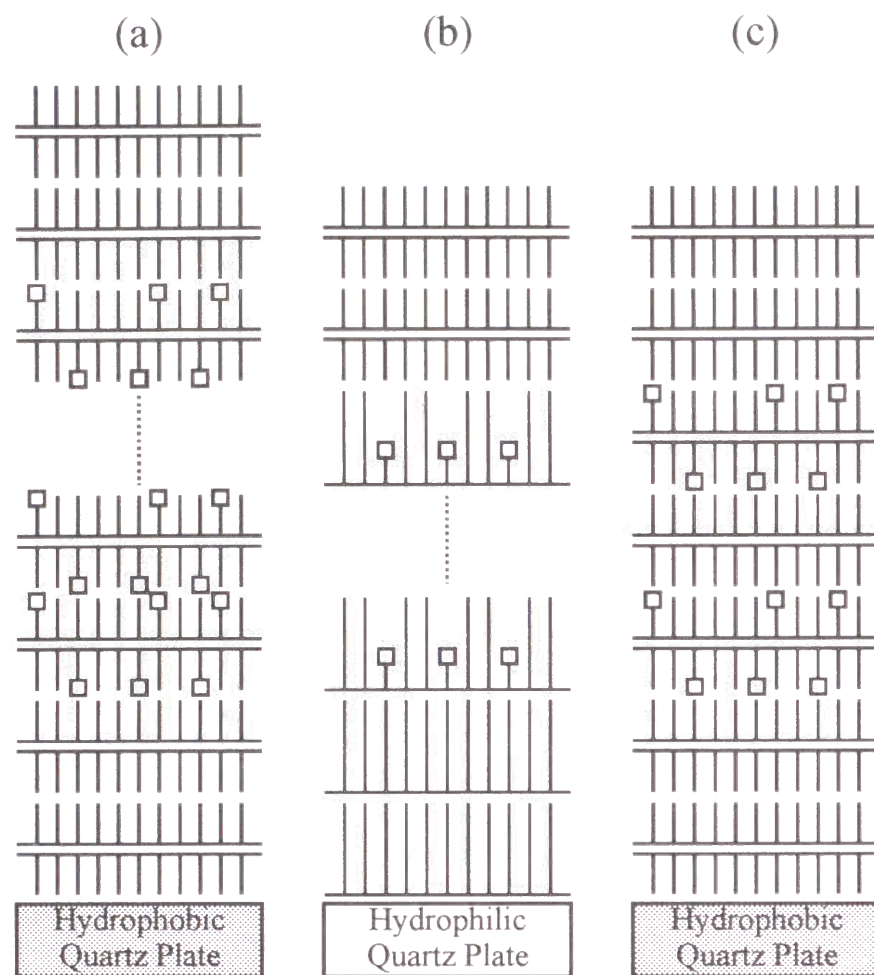 (a) (b) (c)
Hydrophobic
Quartz Plate
Hydrophilic
Quartz Plate
Hydrophobic
Quartz Plate